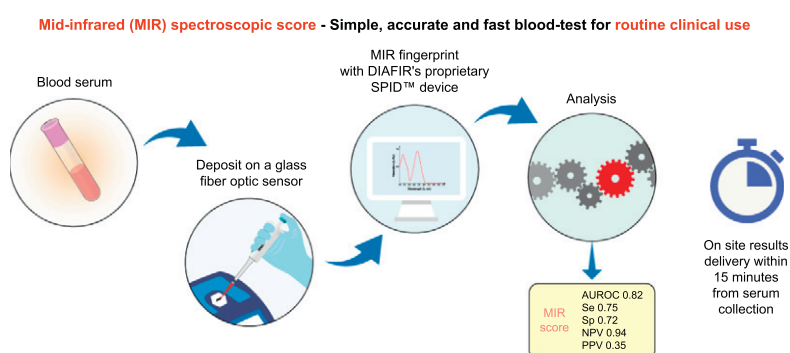 Mid-infrared (MIR) spectroscopic score - Simple, accurate and fast blood-test for routine clinical use
Blood serum
Deposit on a glass
fiber optic sensor
MIR fingerprint
with DIAFIR's proprietary
SPID™ device
Analysis
MIR
score
AUROC 0.82
Se 0.75
Sp 0.72
NPV 0.94
PPV 0.35
On site results
delivery within
15 minutes
from serum
collection